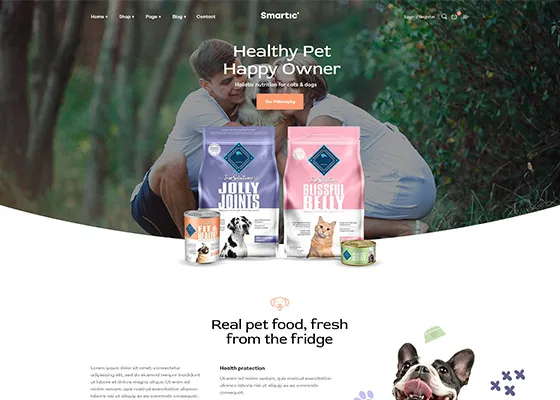 Home
Shop
Page
Blog
Contact
Smartic
Login / Register
Healthy Pet
Happy Owner
Holistic nutrition for cats & dogs
Our Philosophy
True Solutions
JOLLY
JOINTS
True Solutions
BLISSFUL
BELLY
FIT &
HEALTHY
Real pet food, fresh
from the fridge
Lorem ipsum dolor sit amet, consectetur
adipiscing elit, sed do eiusmod tempor incididunt
ut labore et dolore magna aliqua. Ut enim ad
minim veniam, quis nostrud exercitation ullamco
laboris nisi ut aliquip ex ea commodo consequat.
Health protection
Ut enim ad minim veniam, quis nostrud
exercitation ullamco laboris nisi ut aliquip ex ea
commodo consequat.